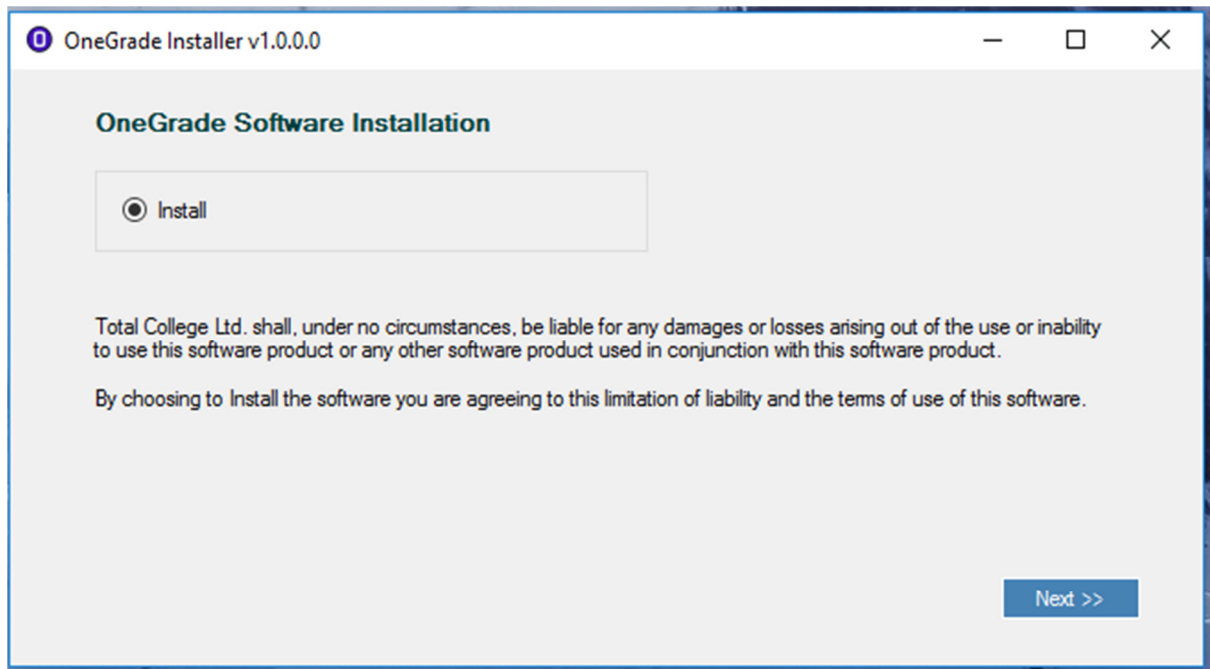 OneGrade Installer v1.0.0.0
OneGrade Software Installation
Install
Total College Ltd. shall, under no circumstances, be liable for any damages or losses arising out of the use or inability
to use this software product or any other software product used in conjunction with this software product.
By choosing to Install the software you are agreeing to this limitation of liability and the terms of use of this software.
Next >>